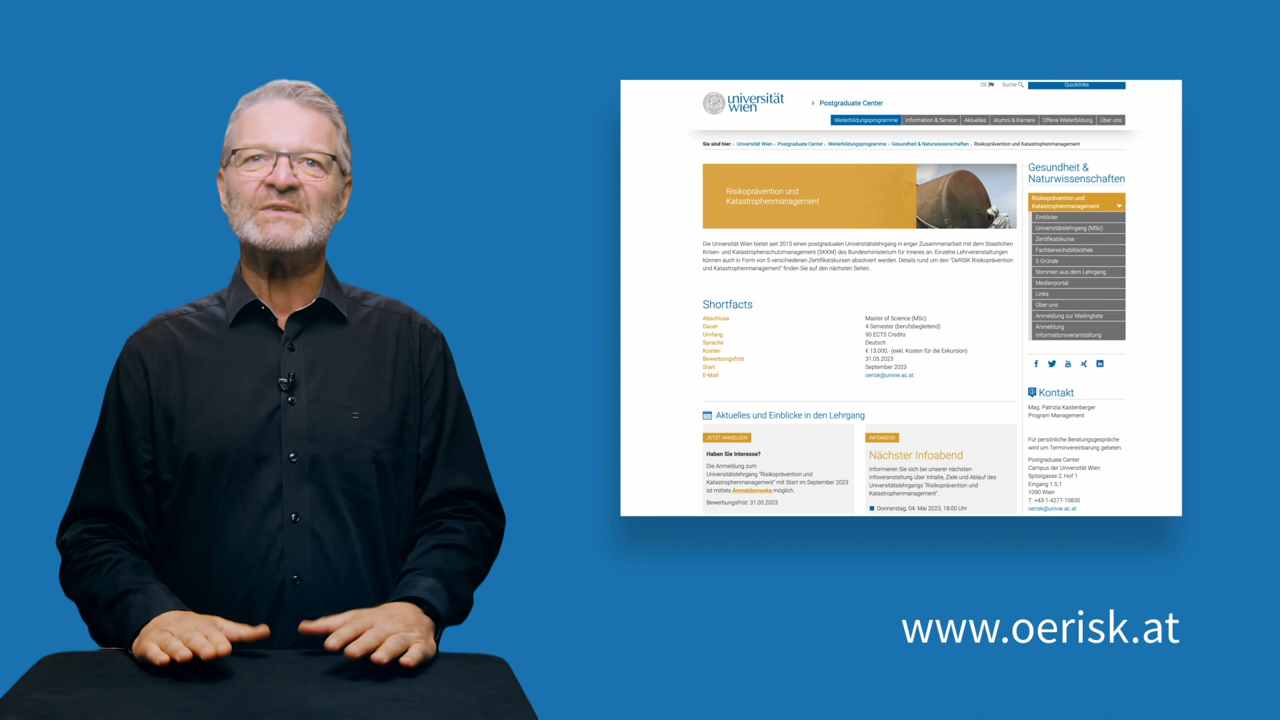 universität
wien
Postgraduate Center
DE
Suche
Quicklinks
Weiterbildungsprogramme
Information & Service
Aktuelles
Alumni & Karriere
Offene Weiterbildung
Über uns
Sie sind hier: › Universität Wien › Postgraduate Center › Weiterbildungsprogramme › Gesundheit & Naturwissenschaften › Risikoprävention und Katastrophenmanagement
Risikoprävention und
Katastrophenmanagement
Die Universität Wien bietet seit 2015 einen postgradualen Universitätslehrgang in enger Zusammenarbeit mit dem Staatlichen
Krisen- und Katastrophenschutzmanagement (SKKM) des Bundesministerium für Inneres an. Einzelne Lehrveranstaltungen
können auch in Form von 5 verschiedenen Zertifikatskursen absolviert werden. Details rund um den "OeRISK Risikoprävention
und Katastrophenmanagement" finden Sie auf den nächsten Seiten.
Shortfacts
Abschluss Master of Science (MSc)
Dauer 4 Semester (berufsbegleitend)
Umfang 90 ECTS Credits
Sprache Deutsch
Kosten € 13.000,- (exkl. Kosten für die Exkursion)
Bewerbungsfrist 31.05.2023
Start September 2023
E-Mail oerisk@univie.ac.at
Aktuelles und Einblicke in den Lehrgang
JETZT ANMELDEN
Haben Sie Interesse?
Die Anmeldung zum
Universitätslehrgang "Risikoprävention und
Katastrophenmanagement" mit Start im September 2023
ist mittels Anmeldemaske möglich.
Bewerbungsfrist: 31.05.2023
INFOABEND
Nächster Infoabend
Informieren Sie sich bei unserer nächsten
Infoveranstaltung über Inhalte, Ziele und Ablauf des
Universitätslehrgangs "Risikoprävention und
Katastrophenmanagement".
Donnerstag, 04. Mai 2023, 18:00 Uhr
Gesundheit &
Naturwissenschaften
Risikoprävention und
Katastrophenmanagement
Einblicke
Universitätslehrgang (MSc)
Zertifikatskurse
Fachbereichsbibliothek
5 Gründe
Stimmen aus dem Lehrgang
Medienportal
Links
Über uns
Anmeldung zur Mailingliste
Anmeldung
Informationsveranstaltung
Kontakt
Mag. Patrizia Kastenberger
Program Management
Für persönliche Beratungsgespräche
wird um Terminvereinbarung gebeten.
Postgraduate Center
Campus der Universität Wien
Spitalgasse 2, Hof 1
Eingang 1.5.1
1090 Wien
T: +43-1-4277-10835
oerisk@univie.ac.at
www.oerisk.at